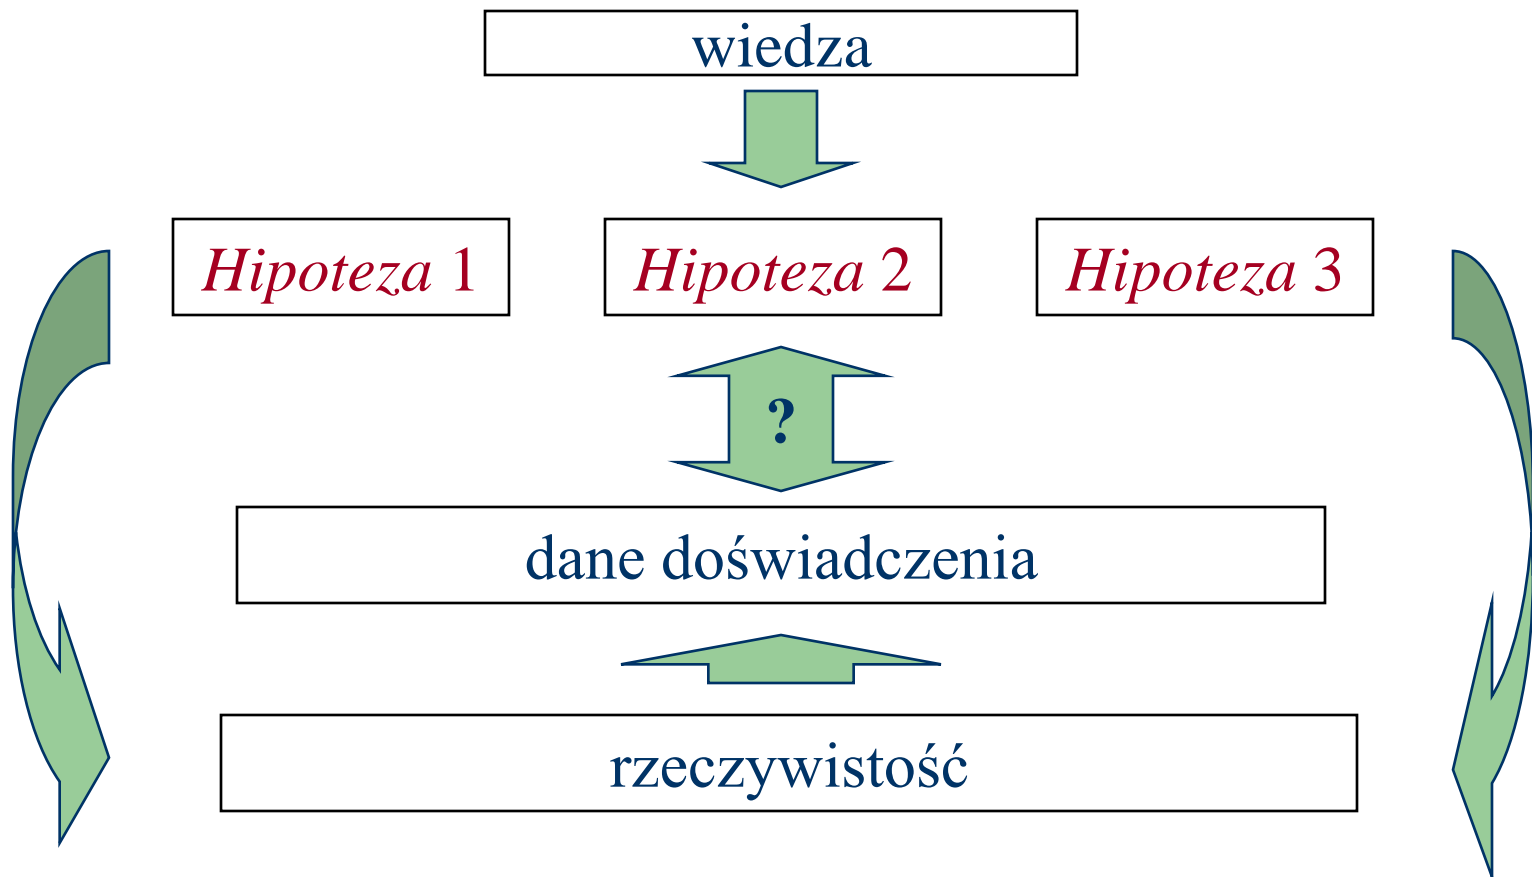 wiedza
Hipoteza 1
Hipoteza 2
Hipoteza 3
?
dane doświadczenia
rzeczywistość